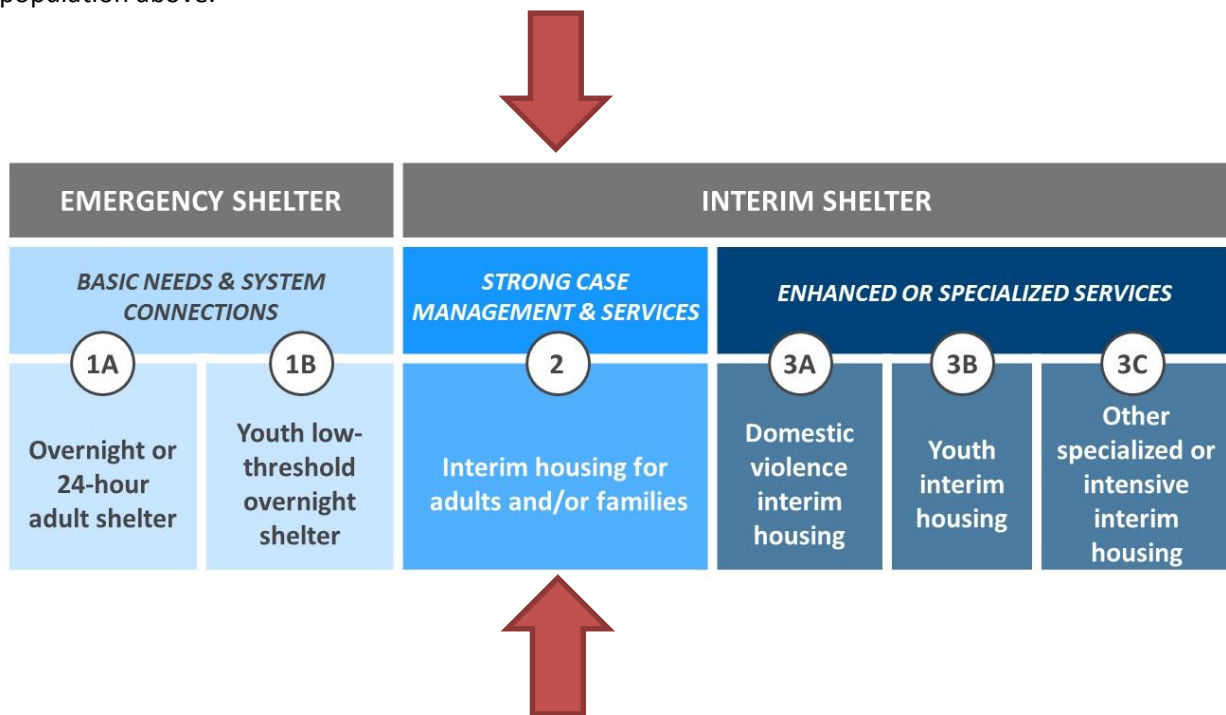 population above.
EMERGENCY SHELTER
INTERIM SHELTER
BASIC NEEDS & SYSTEM
CONNECTIONS
STRONG CASE
MANAGEMENT & SERVICES
ENHANCED OR SPECIALIZED SERVICES
1A
1B
2
3A
3B
3C
Overnight or
24-hour
adult shelter
Youth low-
threshold
overnight
shelter
Interim housing for
adults and/or families
Domestic
violence
interim
housing
Youth
interim
housing
Other
specialized or
intensive
interim
housing